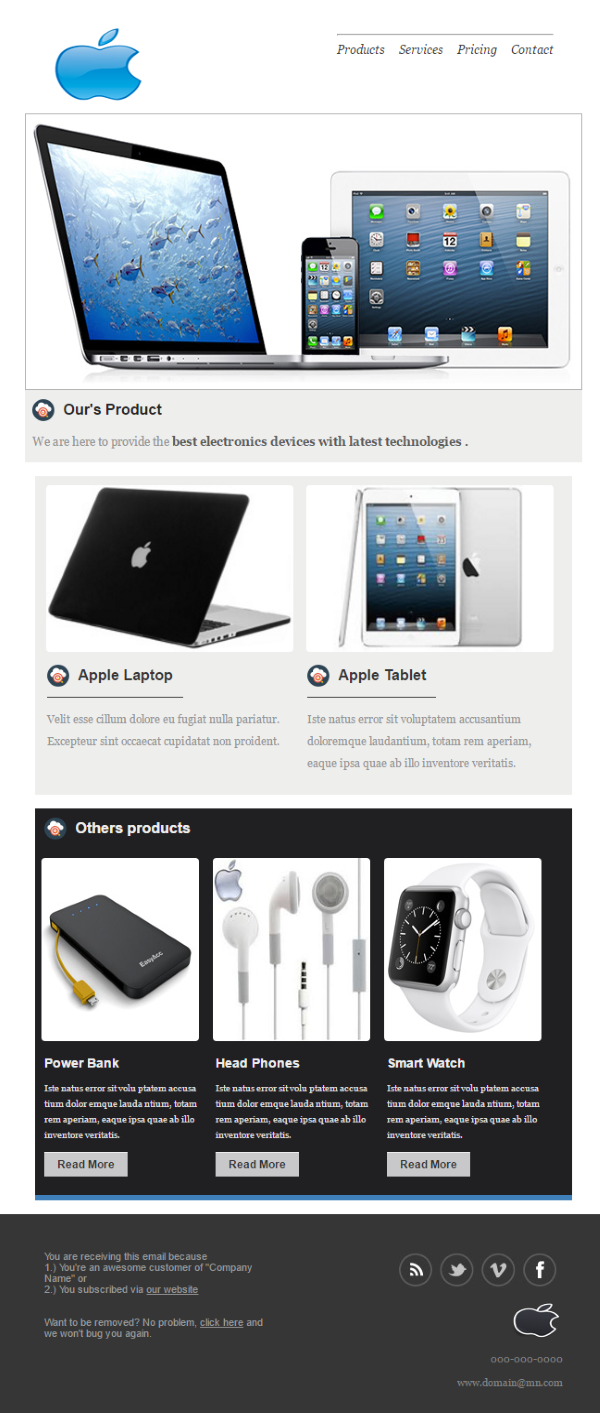 Products Services Pricing Contact
12
12
Our's Product
We are here to provide the best electronics devices with latest technologies .
Apple Laptop
Apple Tablet
Velit esse cillum dolore eu fugiat nulla pariatur.
Excepteur sint occaecat cupidatat non proident.
Iste natus error sit voluptatem accusantium
doloremque laudantium, totam rem aperiam,
eaque ipsa quae ab illo inventore veritatis.
Others products
EasyAcc
Power Bank
Iste natus error sit volu ptatem accusa
tium dolor emque lauda ntium, totam
rem aperiam, eaque ipsa quae ab illo
inventore veritatis.
Read More
Head Phones
Iste natus error sit volu ptatem accusa
tium dolor emque lauda ntium, totam
rem aperiam, eaque ipsa quae ab illo
inventore veritatis.
Read More
Smart Watch
Iste natus error sit volu ptatem accusa
tium dolor emque lauda ntium, totam
rem aperiam, eaque ipsa quae ab illo
inventore veritatis.
Read More
You are receiving this email because
1.) You're an awesome customer of "Company
Name" or
2.) You subscribed via our website
Want to be removed? No problem, click here and
we won't bug you again.
000-000-0000
www.domain@mn.com